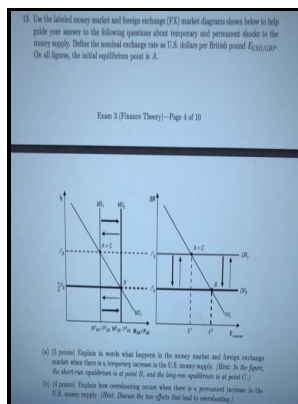 13. Use the labeled money market and foreign exchange (FX) market diagrams shown below to help
guide your answer to the following questions about temporary and permanent shocks to the
money supply. Define the nominal exchange rate as U.S. dollars per British pound E USD/GBP.
On all figures, the initial equilibrium point is A.
Exam 3 (Finance Theory)—Page 4 of 10
A=C
B
A=C
B
(a) (5 points) Explain in words what happens in the money market and foreign exchange
market when there is a temporary increase in the U.S. money supply. (Hint: In the figure,
the short-run equilibrium is at point B, and the long-run equilibrium is at point C.)
(b) (4 points) Explain how overshooting occurs when there is a permanent increase in the
U.S. money supply. (Hint: Discuss the two effects that lead to overshooting.)